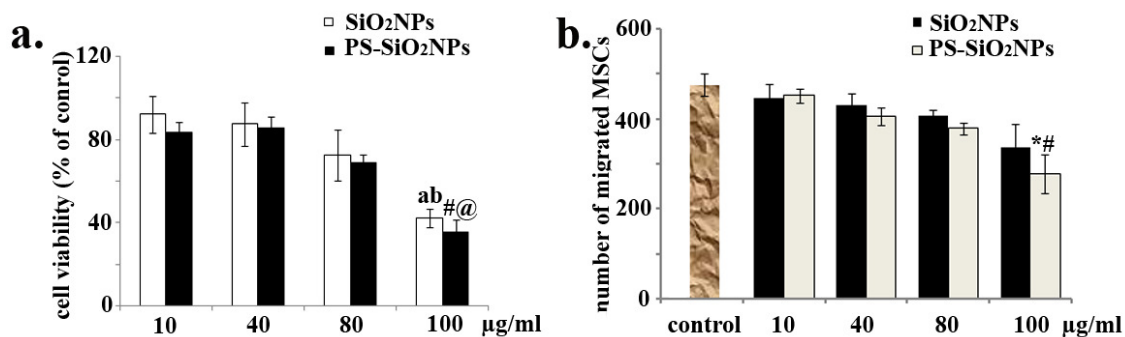 a.
SiO₂NPs
PS-SiO₂NPs
cell viability (% of conrol)
120
80
40
0
ab
#@
10 40 80 100 µg/ml
b.
SiO₂NPs
PS-SiO₂NPs
number of migrated MSCs
600
400
200
0
*#
control 10 40 80 100 µg/ml